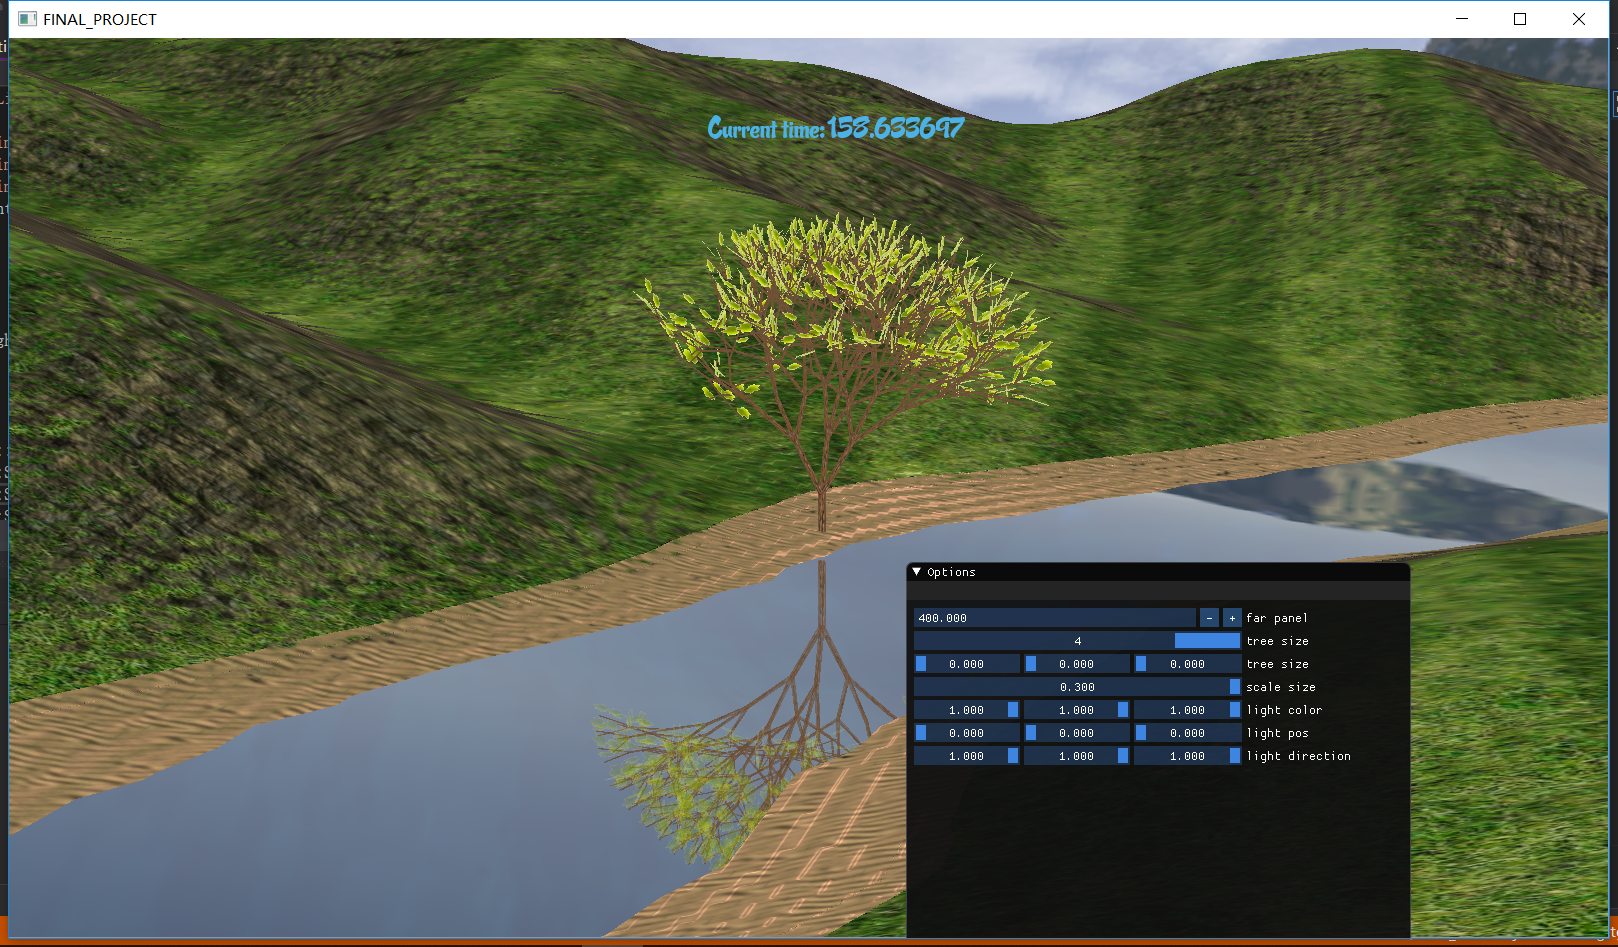 FINAL_PROJECT
Current time: 138.633697
Options
400.000 - + far panel
4 tree size
0.000 0.000 0.000 tree size
0.300 scale size
1.000 1.000 1.000 light color
0.000 0.000 0.000 light pos
1.000 1.000 1.000 light direction